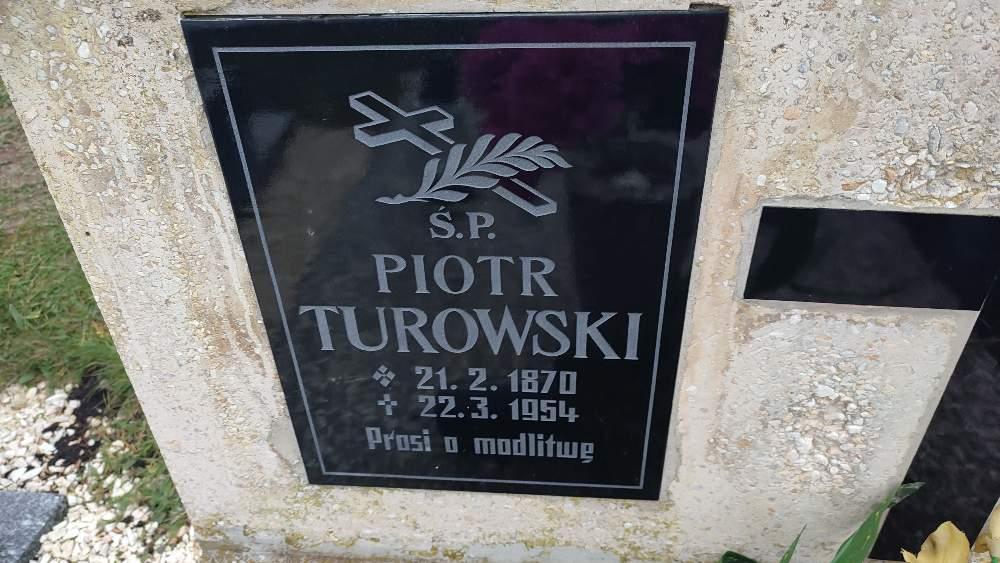 Ś.P.
PIOTR
TUROWSKI
21. 2. 1870
22. 3. 1954
Prosi o modlitwę